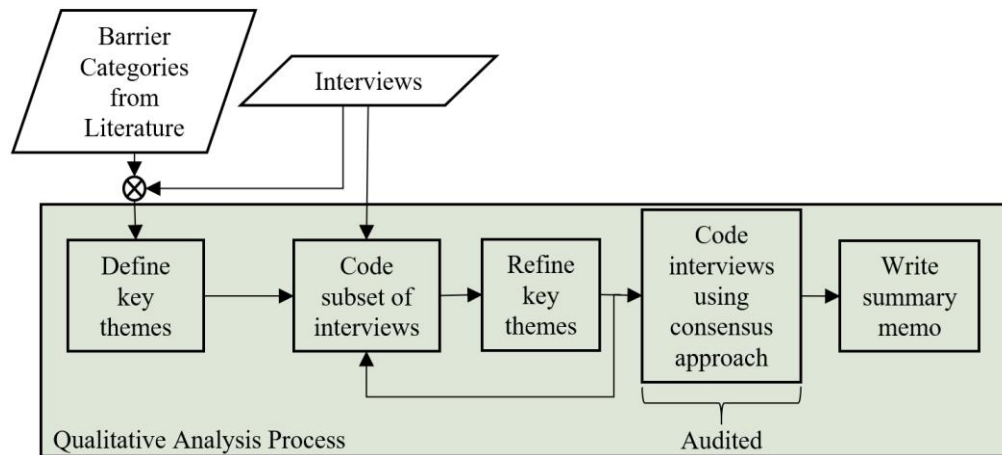 Barrier
Categories
from
Literature
Interviews
Define
key
themes
Code
subset of
interviews
Refine
key
themes
Code
interviews
using
consensus
approach
Write
summary
memo
Qualitative Analysis Process
Audited